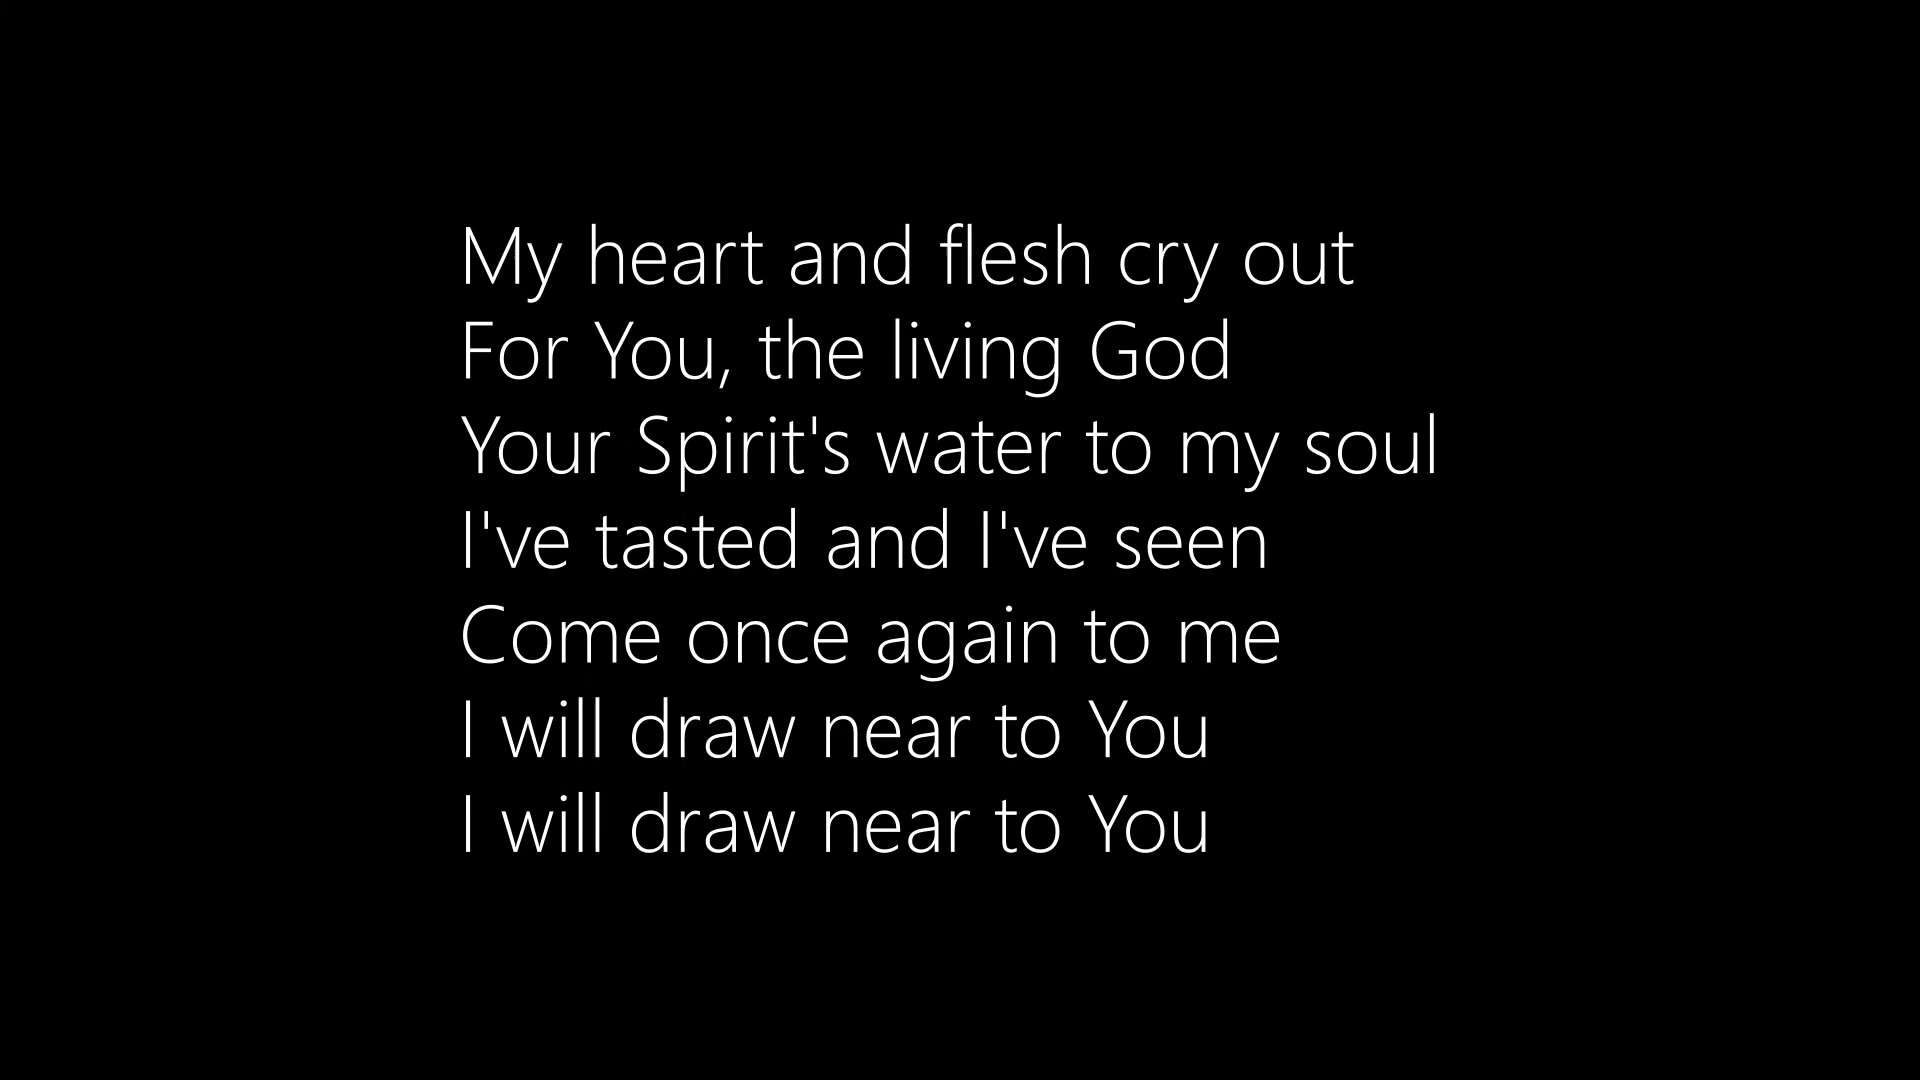 My heart and flesh cry out
For You, the living God
Your Spirit's water to my soul
I've tasted and I've seen
Come once again to me
I will draw near to You
I will draw near to You